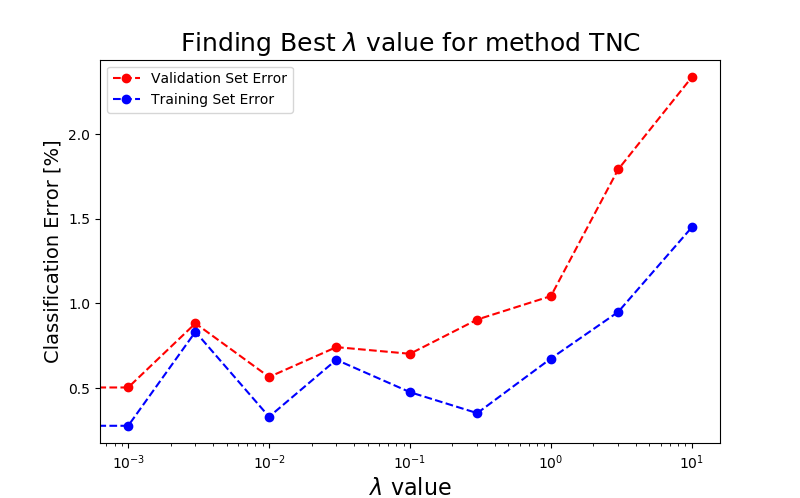 Finding Best λ value for method TNC
Validation Set Error
Training Set Error
Classification Error [%]
2.0
1.5
1.0
0.5
10⁻³ 10⁻² 10⁻¹ 10⁰ 10¹
λ value